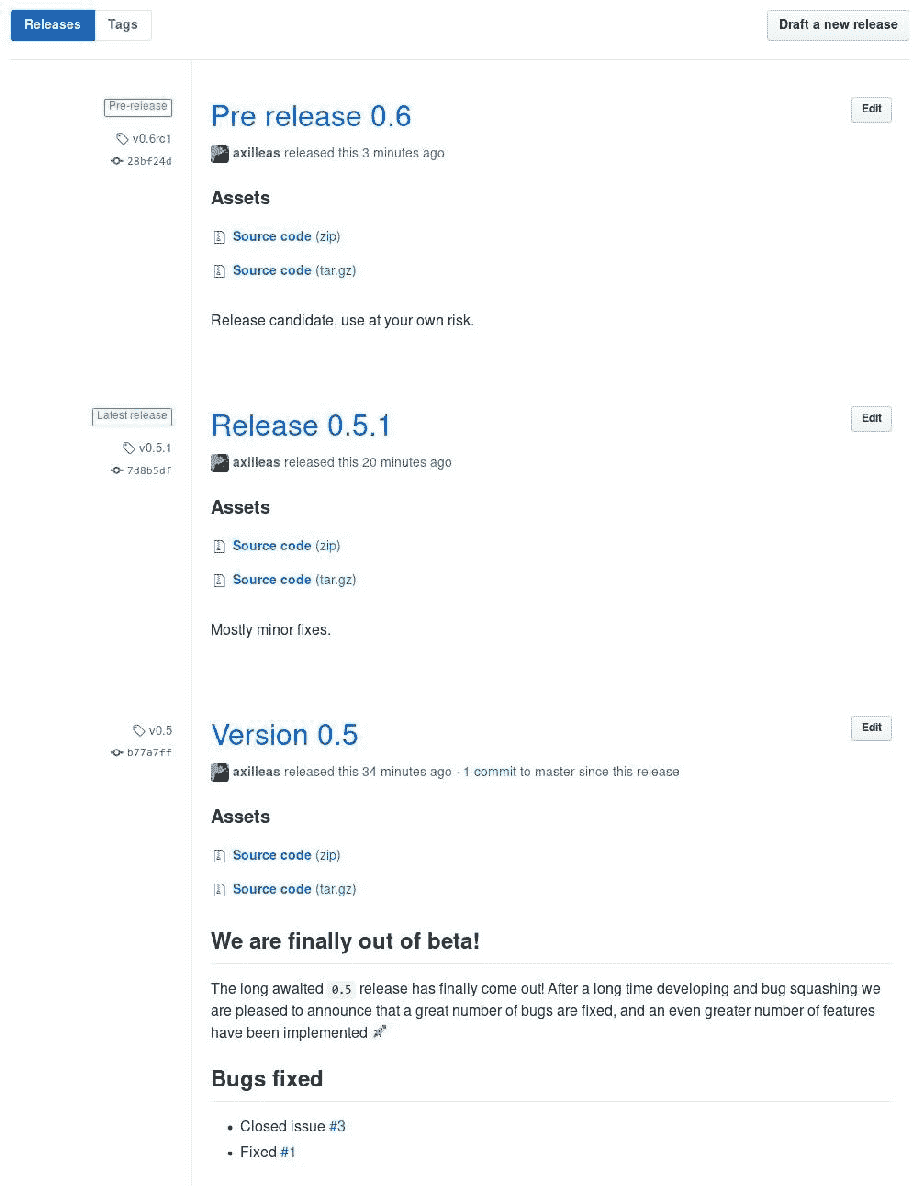 Releases
Tags
Draft a new release
Pre-release
v0.6rc1
28bf24d
Pre release 0.6
Edit
axilleas released this 3 minutes ago
Assets
Source code (zip)
Source code (tar.gz)
Release candidate, use at your own risk.
Latest release
v0.5.1
7d8b5df
Release 0.5.1
Edit
axilleas released this 20 minutes ago
Assets
Source code (zip)
Source code (tar.gz)
Mostly minor fixes.
v0.5
b77a7ff
Version 0.5
Edit
axilleas released this 34 minutes ago · 1 commit to master since this release
Assets
Source code (zip)
Source code (tar.gz)
We are finally out of beta!
The long awaited 0.5 release has finally come out! After a long time developing and bug squashing we
are pleased to announce that a great number of bugs are fixed, and an even greater number of features
have been implemented
Bugs fixed
• Closed issue #3
• Fixed #1